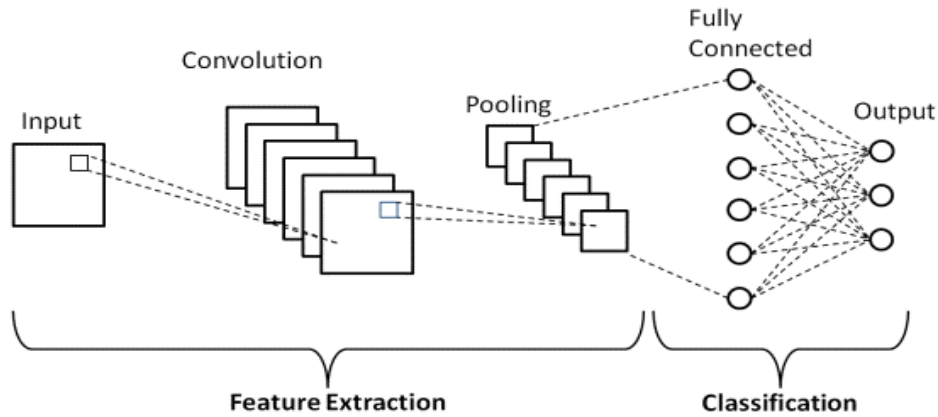 Fully
Connected
Convolution
Pooling
Input
Output
Feature Extraction
Classification